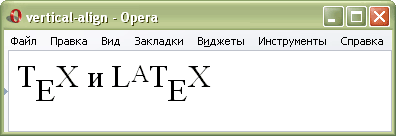 vertical-align - Opera
Файл Правка Вид Закладки Виджеты Инструменты Справка
TEX и LATEX